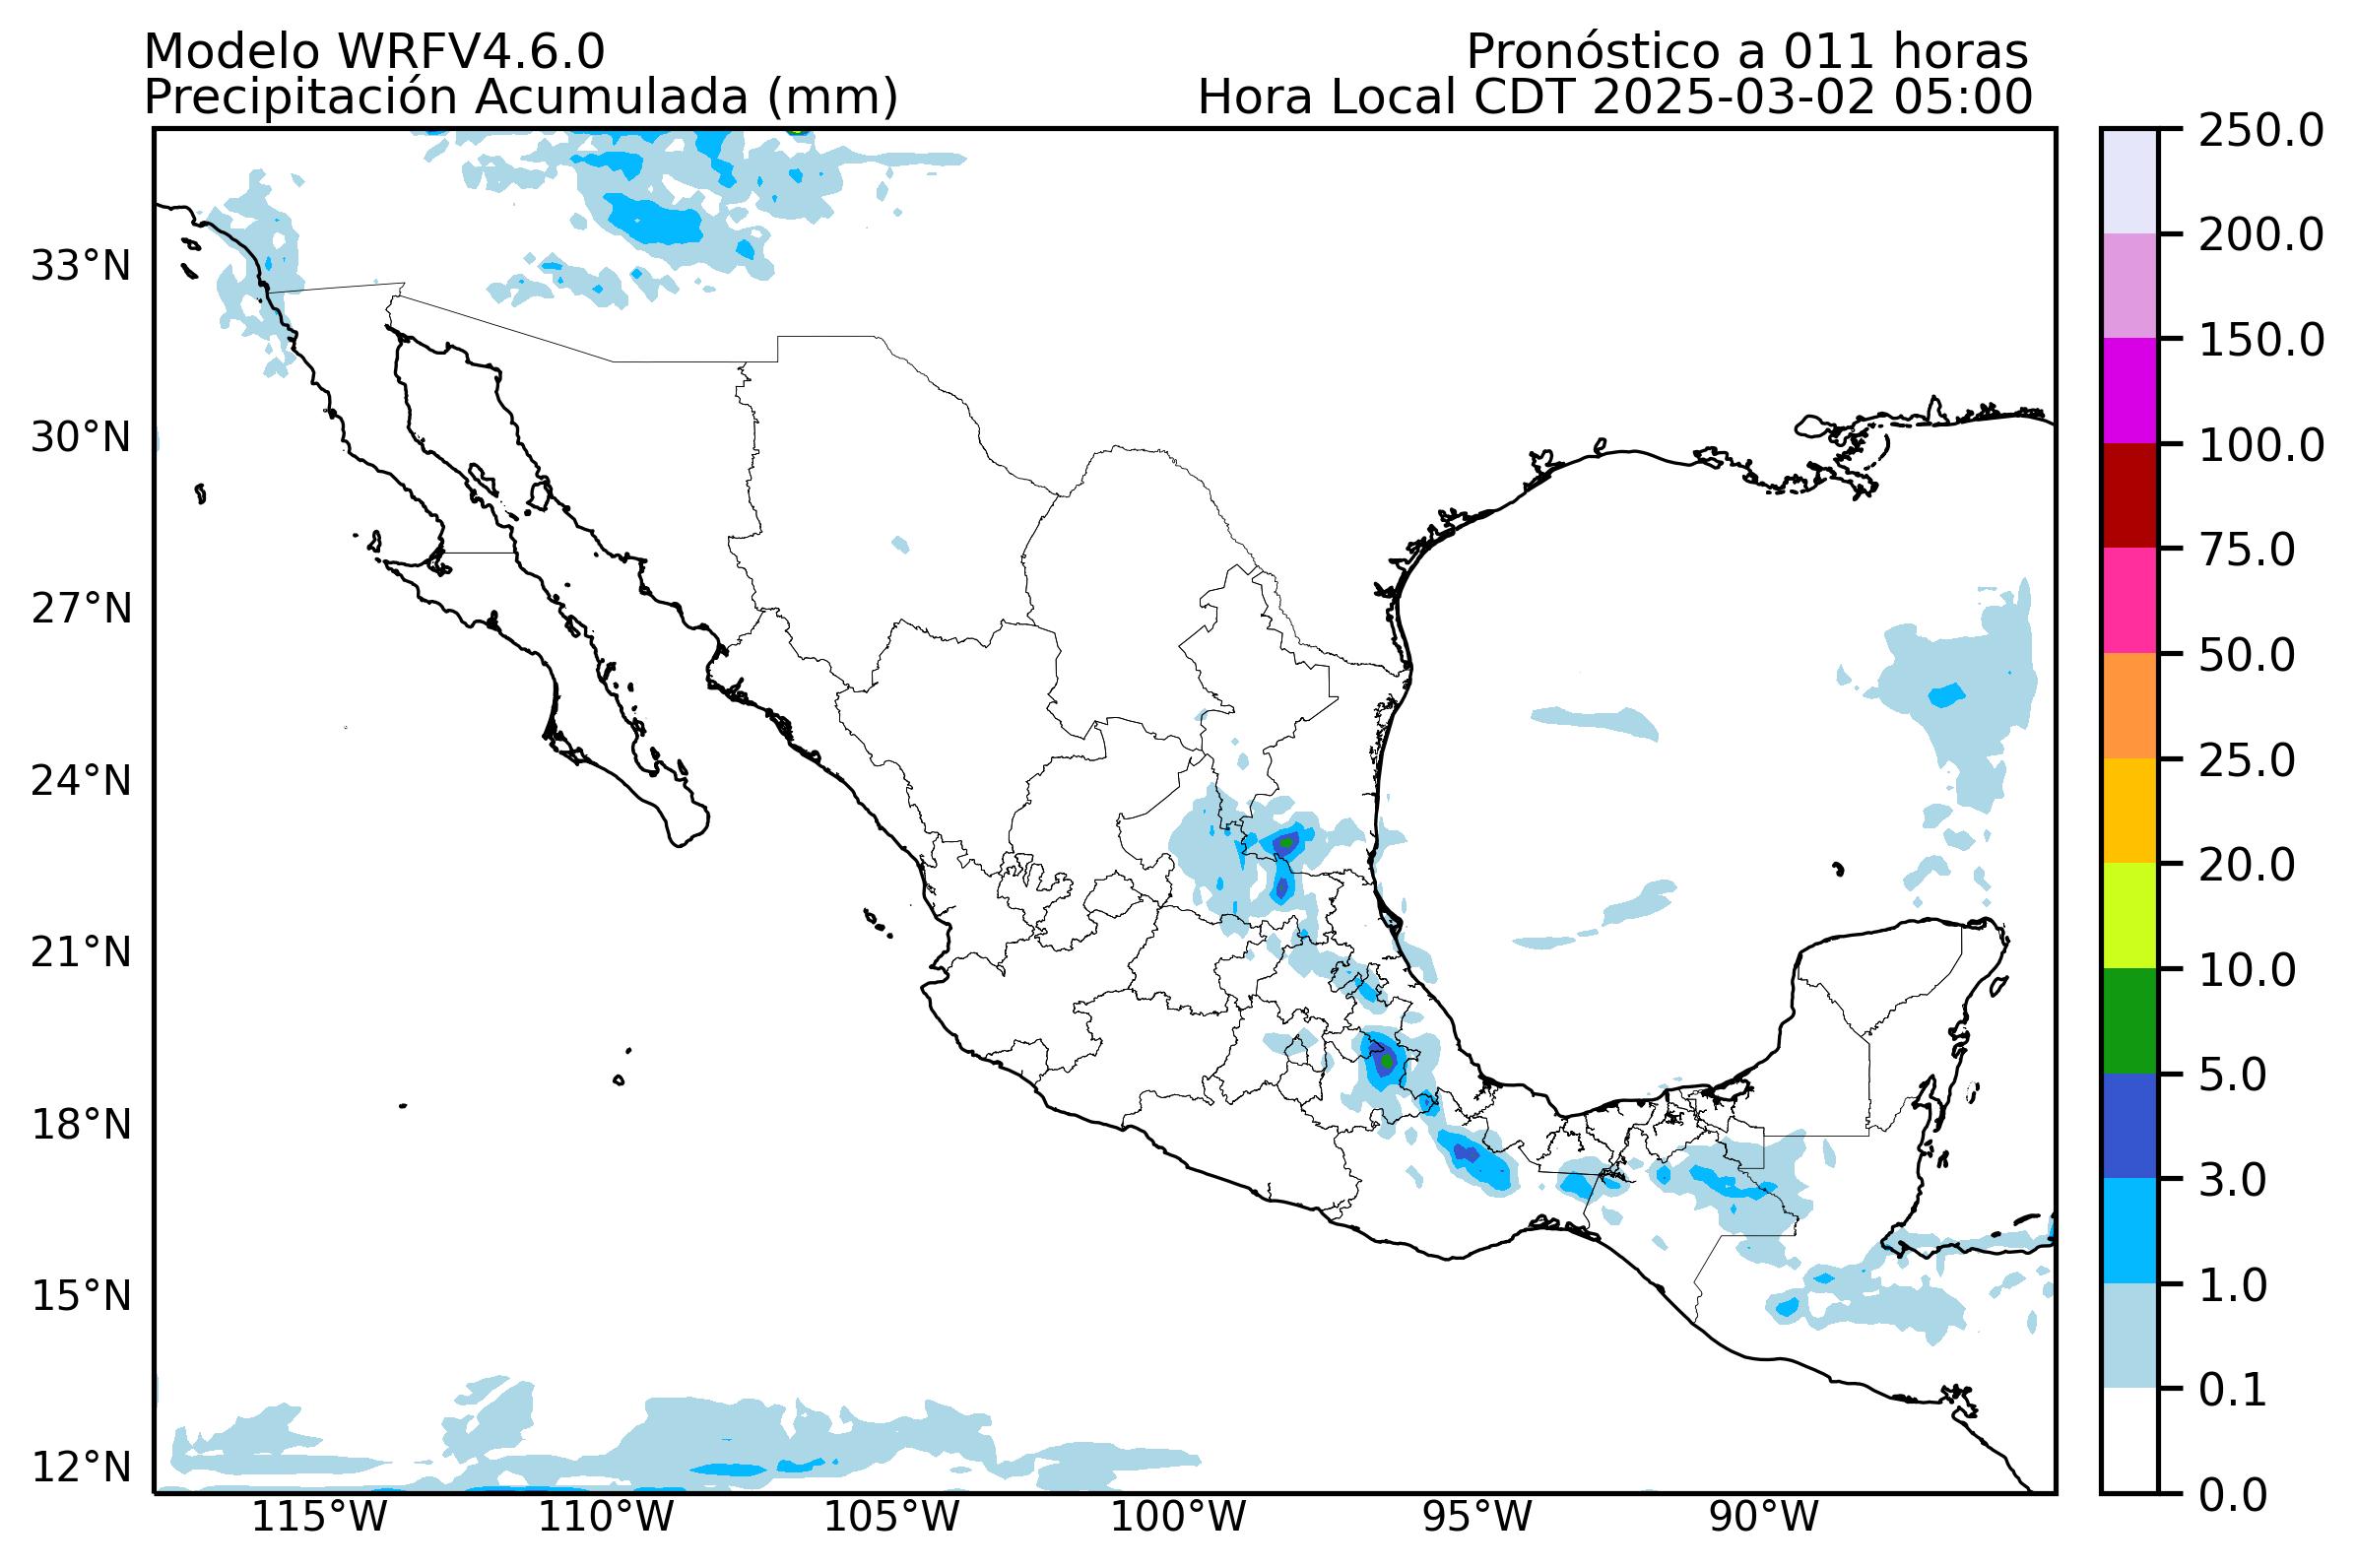 Modelo WRFV4.6.0
Pronóstico a 011 horas
Precipitación Acumulada (mm)
Hora Local CDT 2025-03-02 05:00
33°N
30°N
27°N
24°N
21°N
18°N
15°N
12°N
115°W
110°W
105°W
100°W
95°W
90°W
250.0
200.0
150.0
100.0
75.0
50.0
25.0
20.0
10.0
5.0
3.0
1.0
0.1
0.0